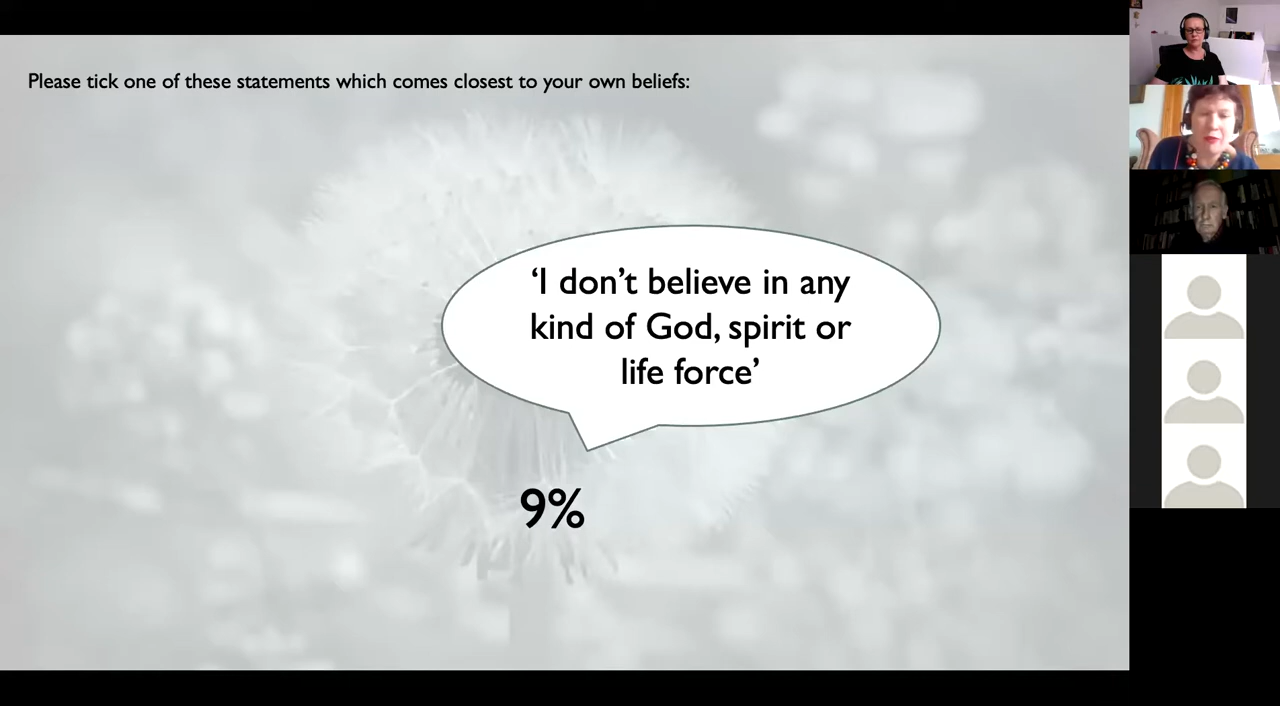 Please tick one of these statements which comes closest to your own beliefs:
‘I don’t believe in any
kind of God, spirit or
life force’
9%